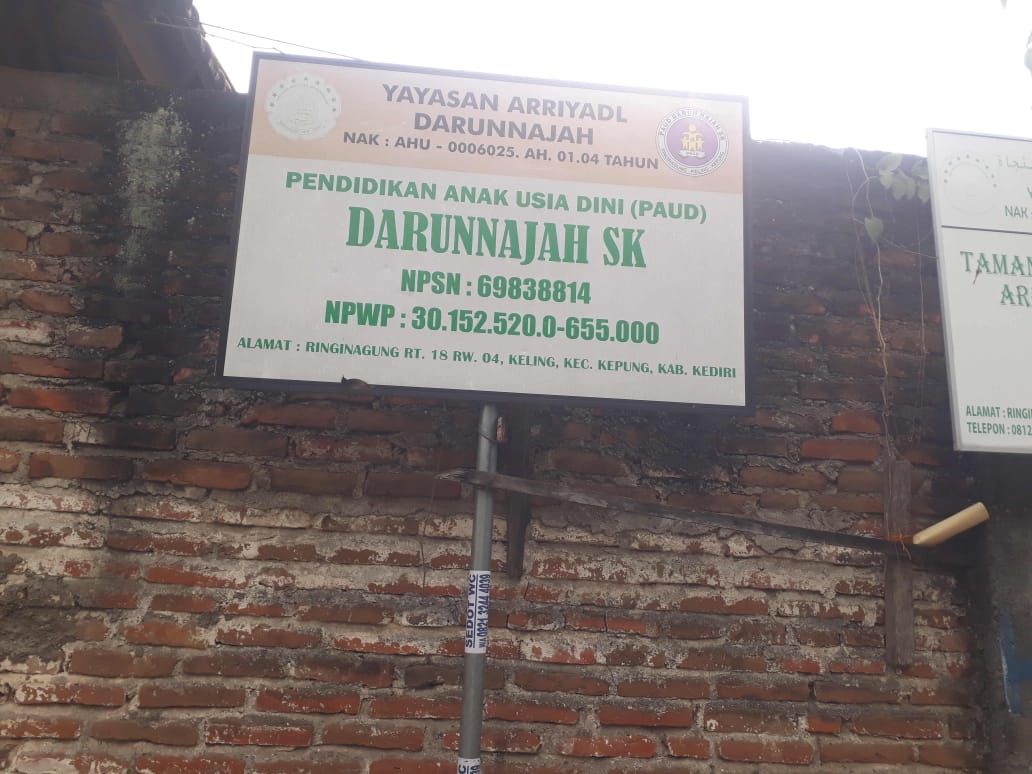 YAYASAN ARRIYADL
DARUNNAJAH
NAK : AHU - 0006025. AH. 01.04 TAHUN
PENDIDIKAN ANAK USIA DINI (PAUD)
DARUNNAJAH SK
NPSN : 69838814
NPWP : 30.152.520.0-655.000
ALAMAT : RINGINAGUNG RT. 18 RW. 04, KELING, KEC. KEPUNG, KAB. KEDIRI
NAK
TAMAN
AR
ALAMAT : RINGI
TELEPON : 0812
SEDOT WC